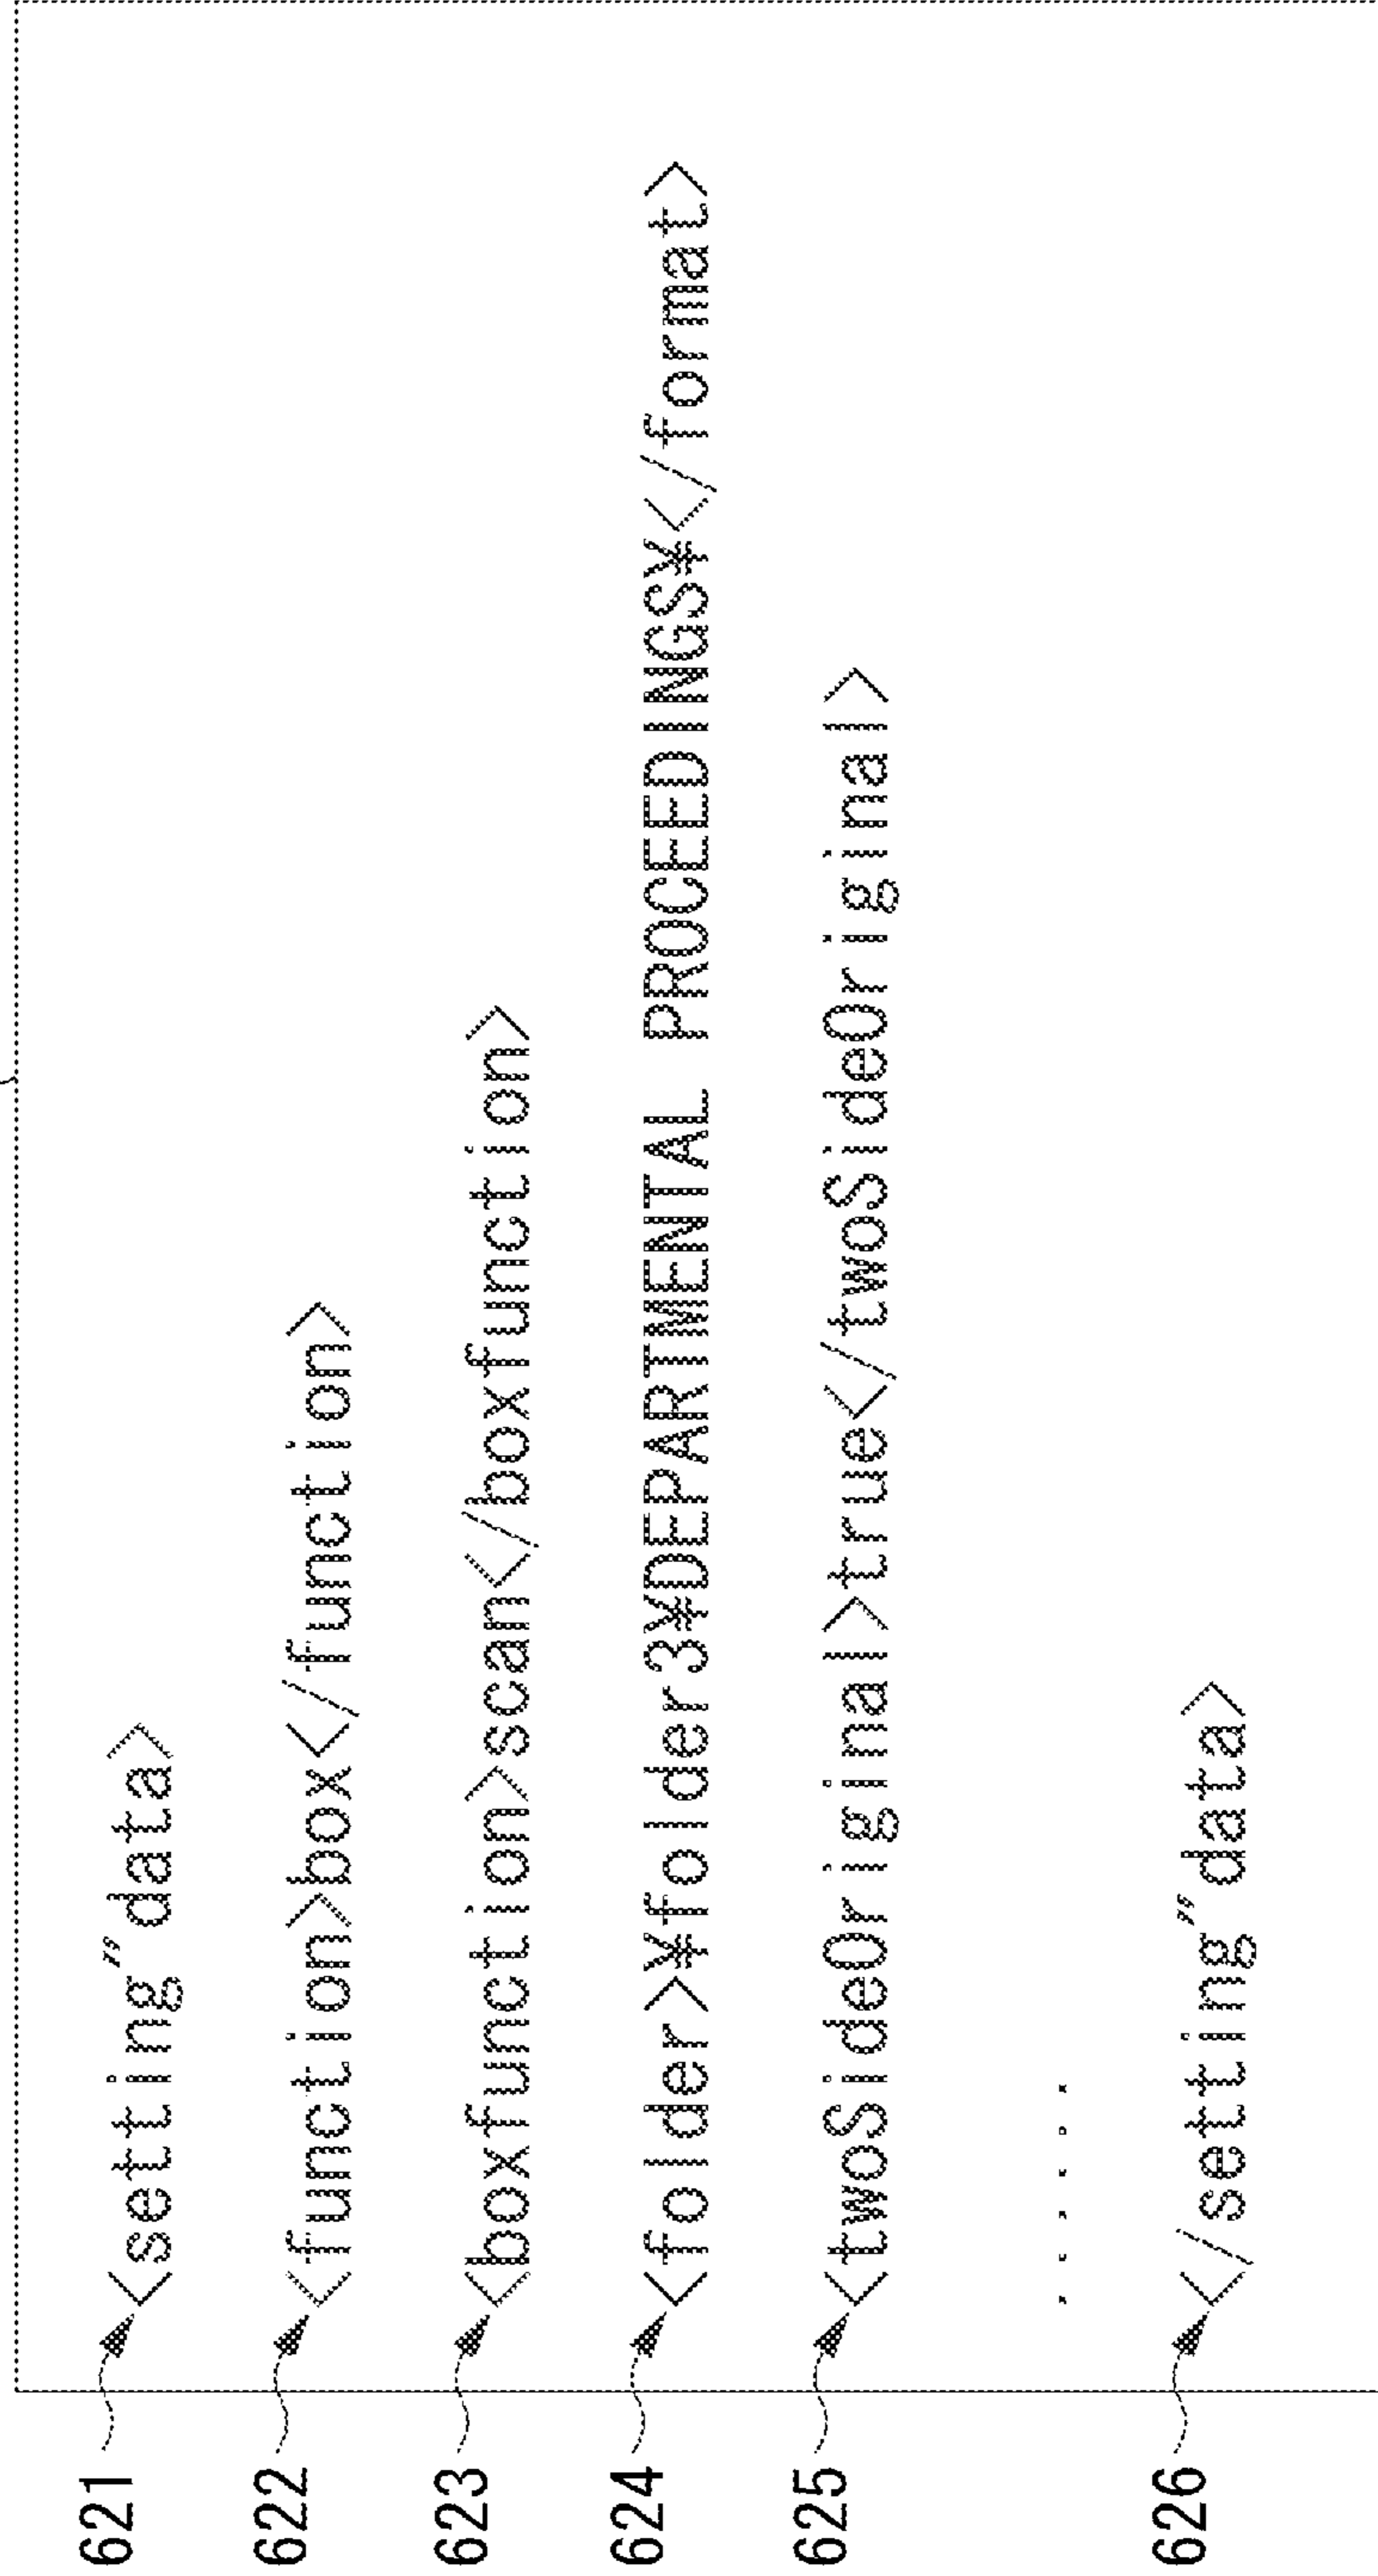 621 <setting”data>
622 <function>box</function>
623 <boxfunction>scan</boxfunction>
624 <folder>¥folder3¥DEPARTMENTAL PROCEEDINGS¥</format>
625 <twoSideOriginal>true</twoSideOriginal>
......
626 </setting”data>